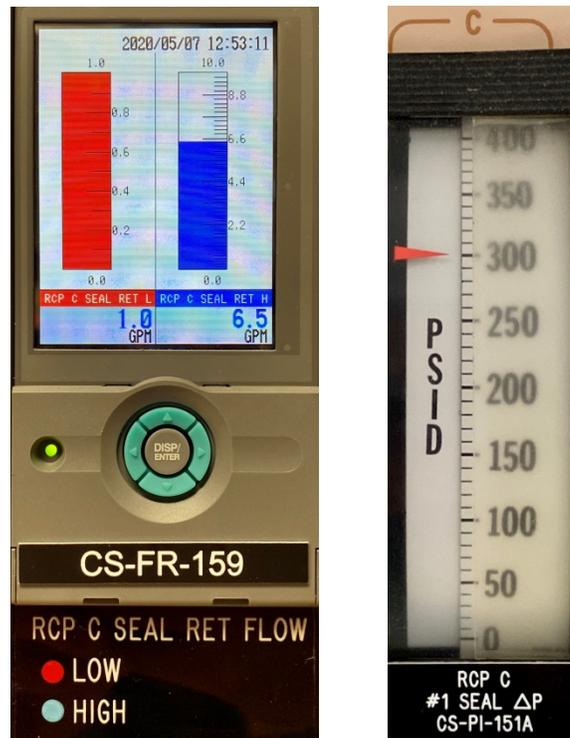 2020/05/07 12:53:11
1.0
10.0
0.8
8.8
6.6
0.6
0.4
4.4
0.2
2.2
0.0
0.0
RCP C SEAL RET L
RCP C SEAL RET H
1.0
GPM
6.5
GPM
DISP/
ENTER
CS-FR-159
RCP C SEAL RET FLOW
LOW
HIGH
C
400
350
300
250
200
150
100
50
0
PSID
RCP C
#1 SEAL △P
CS-PI-151A